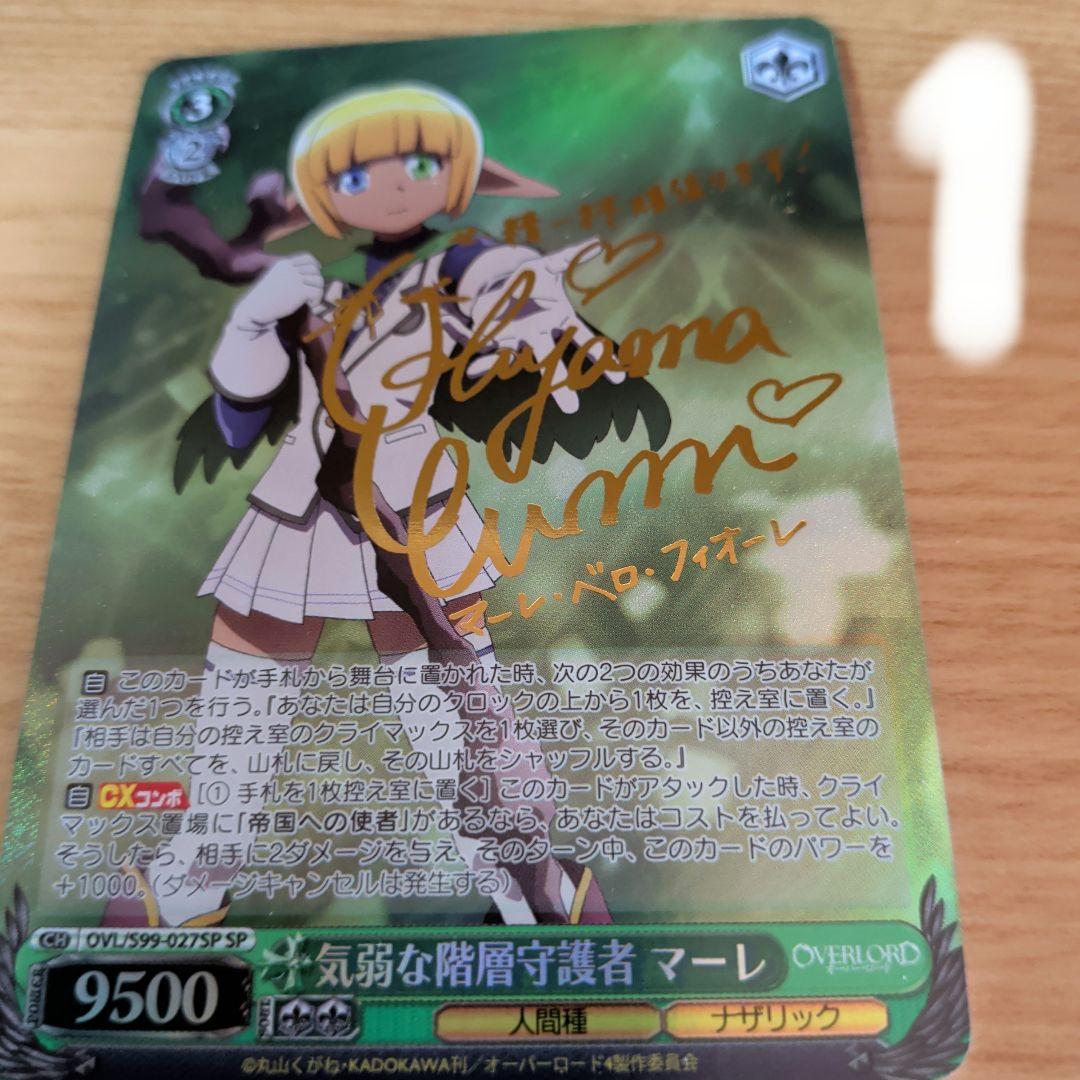 1
3
2
精一杯頑張ります!
Uchiyama
Yumi
マーレ・ベロ・フィオーレ
自 このカードが手札から舞台に置かれた時、次の2つの効果のうちあなたが
選んだ1つを行う。『あなたは自分のクロックの上から1枚を、控え室に置く。』
『相手は自分の控え室のクライマックスを1枚選び、そのカード以外の控え室の
カードすべてを、山札に戻し、その山札をシャッフルする。』
自 CXコンボ [① 手札を1枚控え室に置く] このカードがアタックした時、クライ
マックス置場に「帝国への使者」があるなら、あなたはコストを払ってよい。
そうしたら、相手に2ダメージを与え、そのターン中、このカードのパワーを
+1000。(ダメージキャンセルは発生する)
CH OVL/S99-027SP SP
気弱な階層守護者 マーレ
OVERLORD
オーバーロード
POWER 9500 SOUL
人間種 ナザリック
©丸山くがね・KADOKAWA刊/オーバーロード4製作委員会